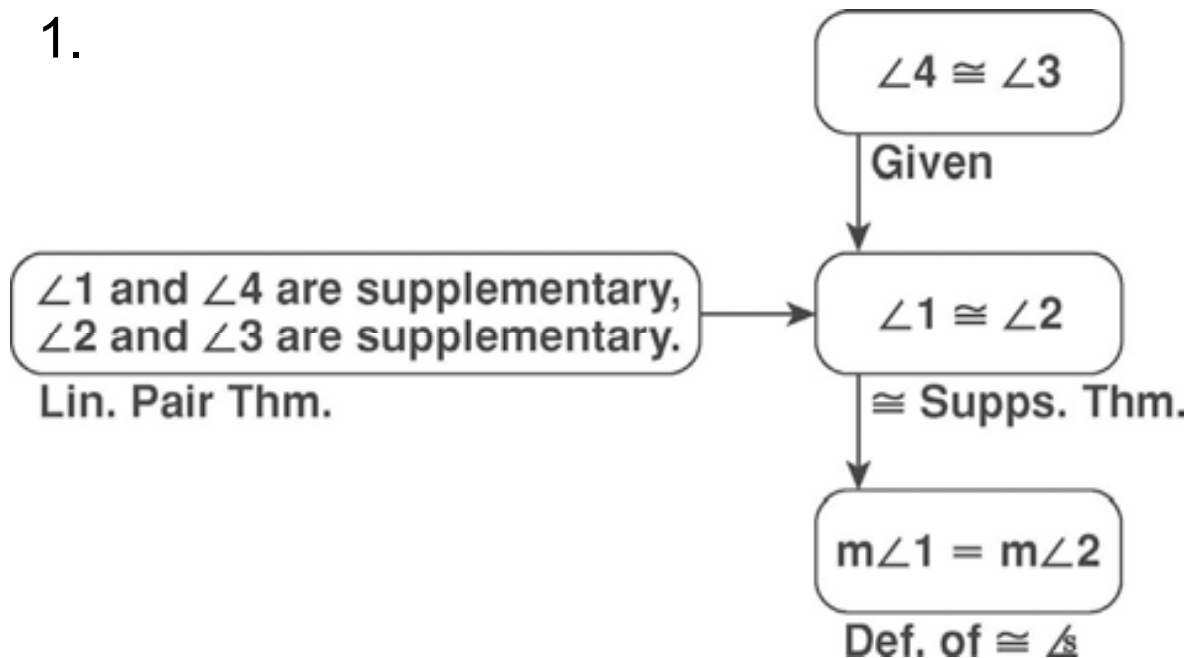 1.
∠4 ≅ ∠3
Given
∠1 and ∠4 are supplementary,
∠2 and ∠3 are supplementary.
Lin. Pair Thm.
∠1 ≅ ∠2
≅ Supps. Thm.
m∠1 = m∠2
Def. of ≅ ∠s